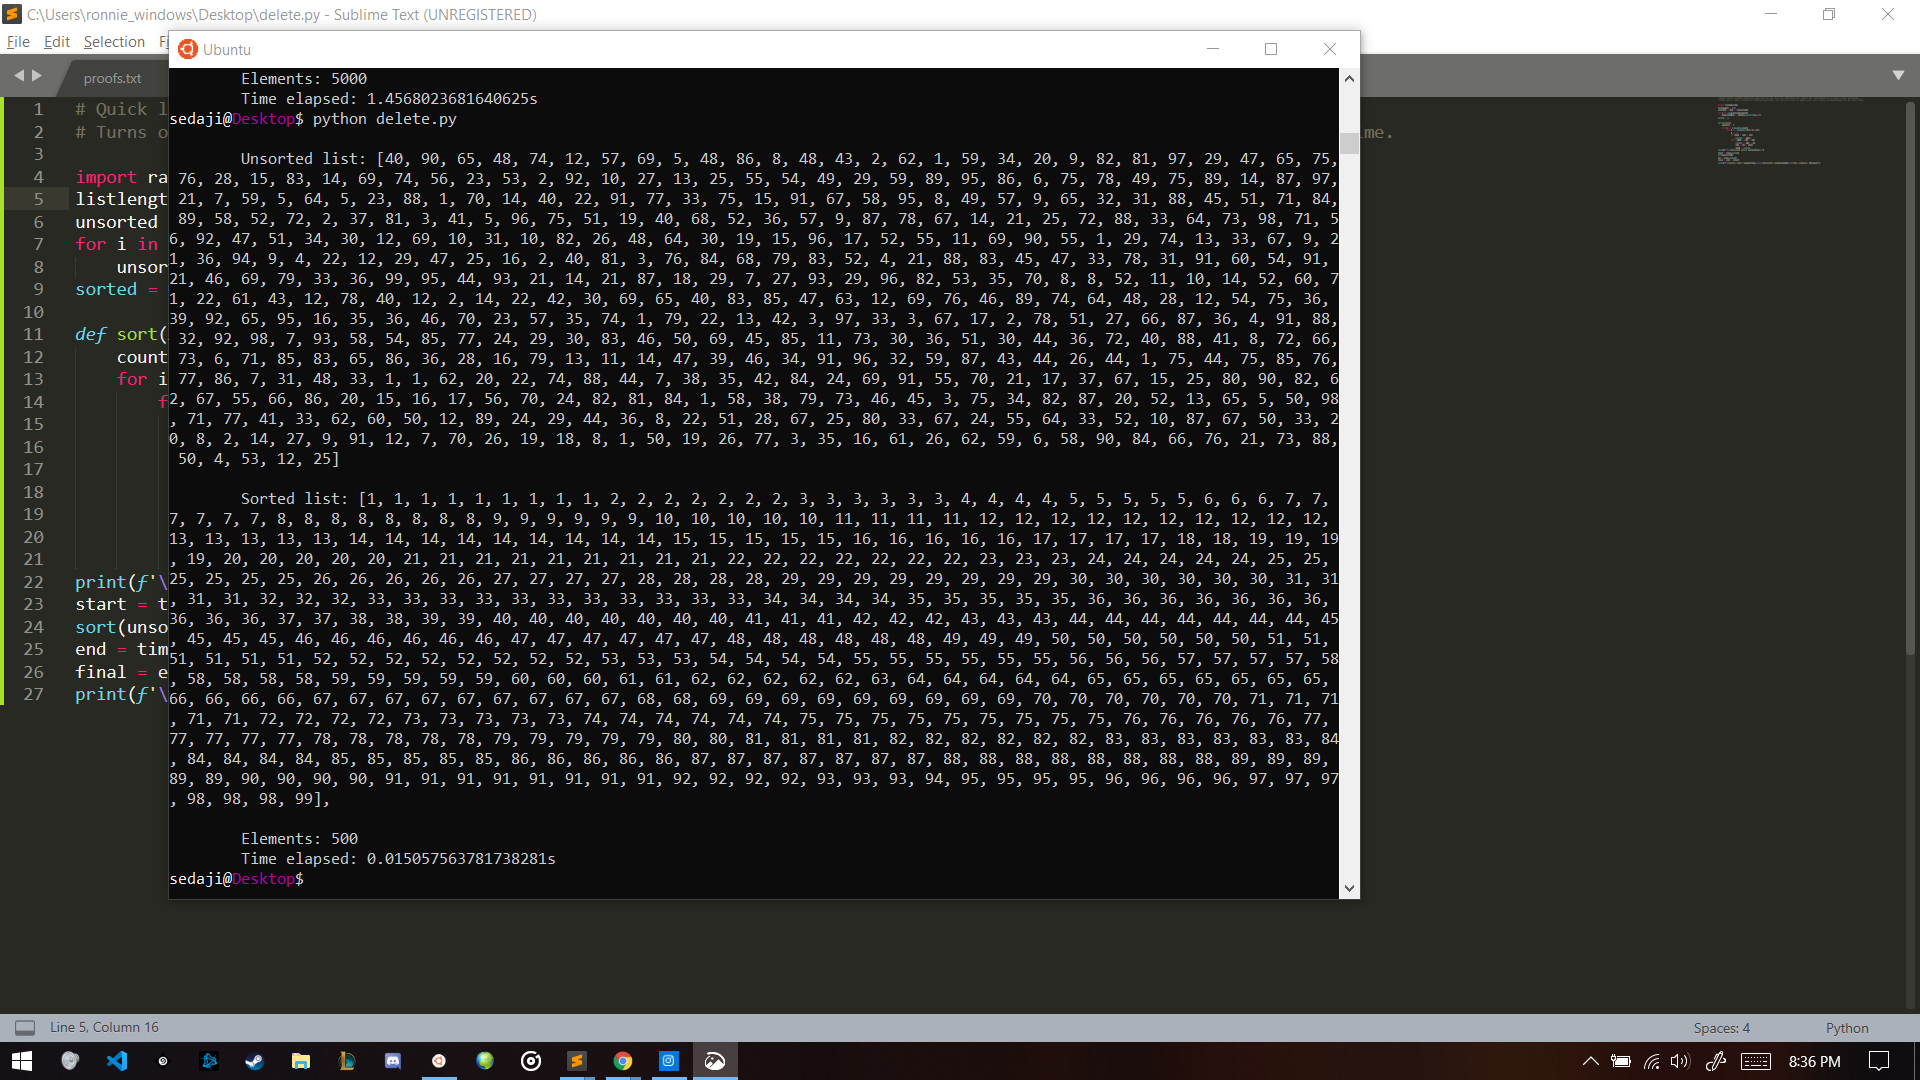 C:\Users\ronnie_windows\Desktop\delete.py - Sublime Text (UNREGISTERED)
File Edit Selection Fi
Ubuntu
proofs.txt
1 # Quick l
2 # Turns o me.
3
4 import ra
5 listlengt
6 unsorted
7 for i in
8 unsor
9 sorted =
10
11 def sort(
12 count
13 for i
14 f
15
16
17
18
19
20
21
22 print(f'\
23 start = t
24 sort(unso
25 end = tim
26 final = e
27 print(f'\
Elements: 5000
Time elapsed: 1.4568023681640625s
sedaji@Desktop$ python delete.py
Unsorted list: [40, 90, 65, 48, 74, 12, 57, 69, 5, 48, 86, 8, 48, 43, 2, 62, 1, 59, 34, 20, 9, 82, 81, 97, 29, 47, 65, 75,
76, 28, 15, 83, 14, 69, 74, 56, 23, 53, 2, 92, 10, 27, 13, 25, 55, 54, 49, 29, 59, 89, 95, 86, 6, 75, 78, 49, 75, 89, 14, 87, 97,
21, 7, 59, 5, 64, 5, 23, 88, 1, 70, 14, 40, 22, 91, 77, 33, 75, 15, 91, 67, 58, 95, 8, 49, 57, 9, 65, 32, 31, 88, 45, 51, 71, 84,
89, 58, 52, 72, 2, 37, 81, 3, 41, 5, 96, 75, 51, 19, 40, 68, 52, 36, 57, 9, 87, 78, 67, 14, 21, 25, 72, 88, 33, 64, 73, 98, 71, 5
6, 92, 47, 51, 34, 30, 12, 69, 10, 31, 10, 82, 26, 48, 64, 30, 19, 15, 96, 17, 52, 55, 11, 69, 90, 55, 1, 29, 74, 13, 33, 67, 9, 2
1, 36, 94, 9, 4, 22, 12, 29, 47, 25, 16, 2, 40, 81, 3, 76, 84, 68, 79, 83, 52, 4, 21, 88, 83, 45, 47, 33, 78, 31, 91, 60, 54, 91,
21, 46, 69, 79, 33, 36, 99, 95, 44, 93, 21, 14, 21, 87, 18, 29, 7, 27, 93, 29, 96, 82, 53, 35, 70, 8, 8, 52, 11, 10, 14, 52, 60, 7
1, 22, 61, 43, 12, 78, 40, 12, 2, 14, 22, 42, 30, 69, 65, 40, 83, 85, 47, 63, 12, 69, 76, 46, 89, 74, 64, 48, 28, 12, 54, 75, 36,
39, 92, 65, 95, 16, 35, 36, 46, 70, 23, 57, 35, 74, 1, 79, 22, 13, 42, 3, 97, 33, 3, 67, 17, 2, 78, 51, 27, 66, 87, 36, 4, 91, 88,
32, 92, 98, 7, 93, 58, 54, 85, 77, 24, 29, 30, 83, 46, 50, 69, 45, 85, 11, 73, 30, 36, 51, 30, 44, 36, 72, 40, 88, 41, 8, 72, 66,
73, 6, 71, 85, 83, 65, 86, 36, 28, 16, 79, 13, 11, 14, 47, 39, 46, 34, 91, 96, 32, 59, 87, 43, 44, 26, 44, 1, 75, 44, 75, 85, 76,
77, 86, 7, 31, 48, 33, 1, 1, 62, 20, 22, 74, 88, 44, 7, 38, 35, 42, 84, 24, 69, 91, 55, 70, 21, 17, 37, 67, 15, 25, 80, 90, 82, 6
2, 67, 55, 66, 86, 20, 15, 16, 17, 56, 70, 24, 82, 81, 84, 1, 58, 38, 79, 73, 46, 45, 3, 75, 34, 82, 87, 20, 52, 13, 65, 5, 50, 98
, 71, 77, 41, 33, 62, 60, 50, 12, 89, 24, 29, 44, 36, 8, 22, 51, 28, 67, 25, 80, 33, 67, 24, 55, 64, 33, 52, 10, 87, 67, 50, 33, 2
0, 8, 2, 14, 27, 9, 91, 12, 7, 70, 26, 19, 18, 8, 1, 50, 19, 26, 77, 3, 35, 16, 61, 26, 62, 59, 6, 58, 90, 84, 66, 76, 21, 73, 88,
50, 4, 53, 12, 25]
Sorted list: [1, 1, 1, 1, 1, 1, 1, 1, 1, 2, 2, 2, 2, 2, 2, 2, 3, 3, 3, 3, 3, 3, 4, 4, 4, 4, 5, 5, 5, 5, 5, 6, 6, 6, 7, 7,
7, 7, 7, 7, 8, 8, 8, 8, 8, 8, 8, 8, 9, 9, 9, 9, 9, 9, 10, 10, 10, 10, 10, 11, 11, 11, 11, 12, 12, 12, 12, 12, 12, 12, 12, 12, 12,
13, 13, 13, 13, 13, 14, 14, 14, 14, 14, 14, 14, 14, 14, 15, 15, 15, 15, 15, 16, 16, 16, 16, 16, 17, 17, 17, 17, 18, 18, 19, 19, 19
, 19, 20, 20, 20, 20, 20, 21, 21, 21, 21, 21, 21, 21, 21, 21, 22, 22, 22, 22, 22, 22, 22, 23, 23, 23, 24, 24, 24, 24, 24, 25, 25,
25, 25, 25, 25, 26, 26, 26, 26, 26, 27, 27, 27, 27, 28, 28, 28, 28, 29, 29, 29, 29, 29, 29, 29, 29, 30, 30, 30, 30, 30, 30, 31, 31
, 31, 31, 32, 32, 32, 33, 33, 33, 33, 33, 33, 33, 33, 33, 33, 33, 34, 34, 34, 34, 35, 35, 35, 35, 35, 36, 36, 36, 36, 36, 36, 36,
36, 36, 36, 37, 37, 38, 38, 39, 39, 40, 40, 40, 40, 40, 40, 40, 41, 41, 41, 42, 42, 42, 43, 43, 43, 44, 44, 44, 44, 44, 44, 44, 45
, 45, 45, 45, 46, 46, 46, 46, 46, 46, 47, 47, 47, 47, 47, 47, 48, 48, 48, 48, 48, 48, 49, 49, 49, 50, 50, 50, 50, 50, 50, 51, 51,
51, 51, 51, 51, 52, 52, 52, 52, 52, 52, 52, 52, 53, 53, 53, 54, 54, 54, 54, 55, 55, 55, 55, 55, 55, 56, 56, 56, 57, 57, 57, 57, 58
, 58, 58, 58, 58, 59, 59, 59, 59, 59, 60, 60, 60, 61, 61, 62, 62, 62, 62, 62, 63, 64, 64, 64, 64, 64, 65, 65, 65, 65, 65, 65, 65,
66, 66, 66, 66, 67, 67, 67, 67, 67, 67, 67, 67, 67, 68, 68, 69, 69, 69, 69, 69, 69, 69, 69, 70, 70, 70, 70, 70, 70, 71, 71, 71
, 71, 71, 72, 72, 72, 72, 73, 73, 73, 73, 73, 74, 74, 74, 74, 74, 74, 75, 75, 75, 75, 75, 75, 75, 75, 75, 76, 76, 76, 76, 76, 77,
77, 77, 77, 77, 78, 78, 78, 78, 78, 79, 79, 79, 79, 79, 80, 80, 81, 81, 81, 81, 82, 82, 82, 82, 82, 82, 83, 83, 83, 83, 83, 83, 84
, 84, 84, 84, 84, 85, 85, 85, 85, 85, 86, 86, 86, 86, 86, 87, 87, 87, 87, 87, 87, 87, 88, 88, 88, 88, 88, 88, 88, 88, 89, 89, 89,
89, 89, 90, 90, 90, 90, 91, 91, 91, 91, 91, 91, 91, 91, 92, 92, 92, 92, 93, 93, 93, 94, 95, 95, 95, 95, 96, 96, 96, 96, 97, 97, 97
, 98, 98, 98, 99],
Elements: 500
Time elapsed: 0.015057563781738281s
sedaji@Desktop$
Line 5, Column 16
Spaces: 4
Python
8:36 PM